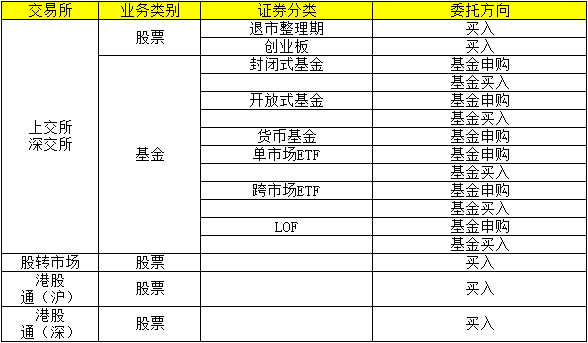 交易所 业务类别 证券分类 委托方向
上交所
深交所
股票 退市整理期 买入
创业板 买入
基金 封闭式基金 基金申购
基金买入
开放式基金 基金申购
基金买入
货币基金 基金申购
单市场ETF 基金申购
基金买入
跨市场ETF 基金申购
基金买入
LOF 基金申购
基金买入
股转市场 股票 买入
港股
通（沪） 股票 买入
港股
通（深） 股票 买入